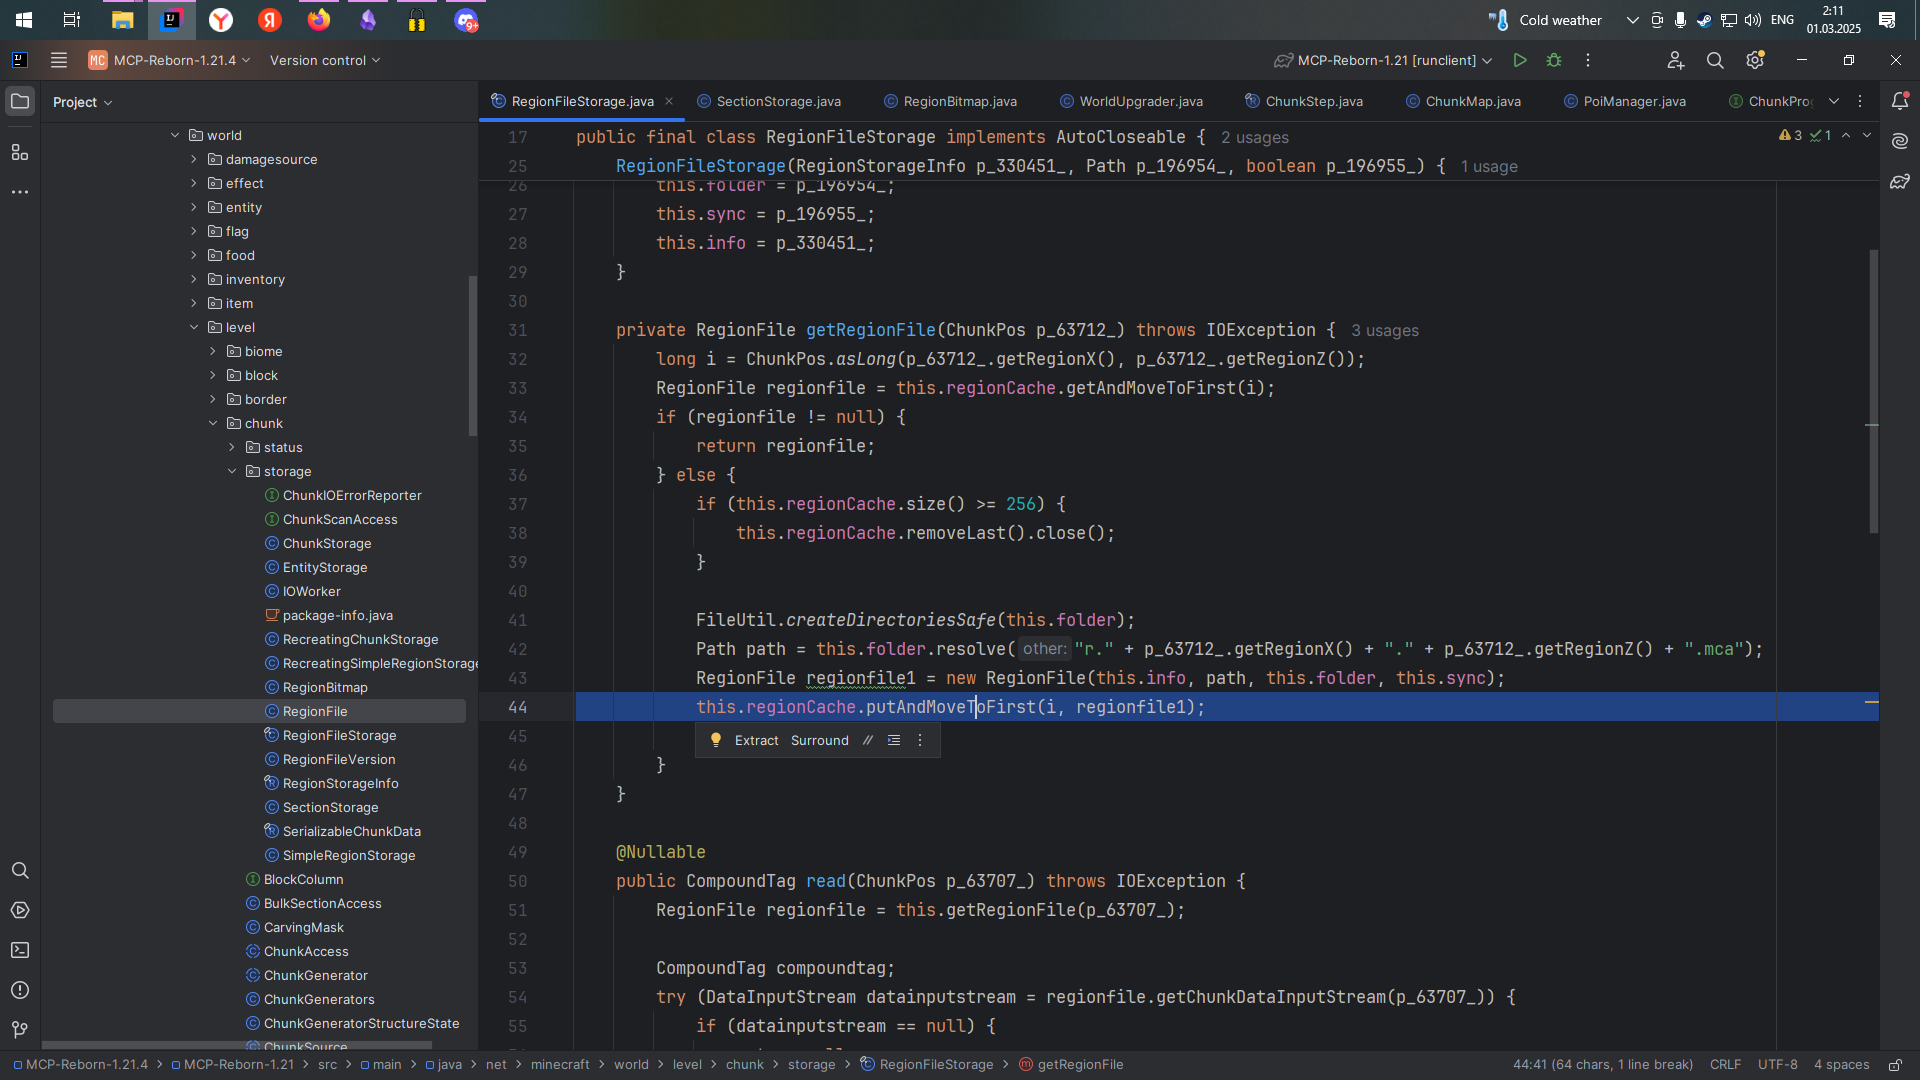 Cold weather
ENG
2:11
01.03.2025
9+
MC MCP-Reborn-1.21.4
Version control
MCP-Reborn-1.21 [runclient]
Project
RegionFileStorage.java
SectionStorage.java
RegionBitmap.java
WorldUpgrader.java
ChunkStep.java
ChunkMap.java
PoiManager.java
ChunkPro
world
damagesource
effect
entity
flag
food
inventory
item
level
biome
block
border
chunk
status
storage
ChunkIOErrorReporter
ChunkScanAccess
ChunkStorage
EntityStorage
IOWorker
package-info.java
RecreatingChunkStorage
RecreatingSimpleRegionStorage
RegionBitmap
RegionFile
RegionFileStorage
RegionFileVersion
RegionStorageInfo
SectionStorage
SerializableChunkData
SimpleRegionStorage
BlockColumn
BulkSectionAccess
CarvingMask
ChunkAccess
ChunkGenerator
ChunkGenerators
ChunkGeneratorStructureState
ChunkSource
3 1
17 public final class RegionFileStorage implements AutoCloseable { 2 usages
25 RegionFileStorage(RegionStorageInfo p_330451_, Path p_196954_, boolean p_196955_) { 1 usage
26 this.folder = p_196954_;
27 this.sync = p_196955_;
28 this.info = p_330451_;
29 }
30
31 private RegionFile getRegionFile(ChunkPos p_63712_) throws IOException { 3 usages
32 long i = ChunkPos.asLong(p_63712_.getRegionX(), p_63712_.getRegionZ());
33 RegionFile regionfile = this.regionCache.getAndMoveToFirst(i);
34 if (regionfile != null) {
35 return regionfile;
36 } else {
37 if (this.regionCache.size() >= 256) {
38 this.regionCache.removeLast().close();
39 }
40
41 FileUtil.createDirectoriesSafe(this.folder);
42 Path path = this.folder.resolve( other: "r." + p_63712_.getRegionX() + "." + p_63712_.getRegionZ() + ".mca");
43 RegionFile regionfile1 = new RegionFile(this.info, path, this.folder, this.sync);
44 this.regionCache.putAndMoveToFirst(i, regionfile1);
45
Extract Surround //
46 }
47 }
48
49 @Nullable
50 public CompoundTag read(ChunkPos p_63707_) throws IOException {
51 RegionFile regionfile = this.getRegionFile(p_63707_);
52
53 CompoundTag compoundtag;
54 try (DataInputStream datainputstream = regionfile.getChunkDataInputStream(p_63707_)) {
55 if (datainputstream == null) {
MCP-Reborn-1.21.4 > MCP-Reborn-1.21 > src > main > java > net > minecraft > world > level > chunk > storage > RegionFileStorage > getRegionFile
44:41 (64 chars, 1 line break) CRLF UTF-8 4 spaces